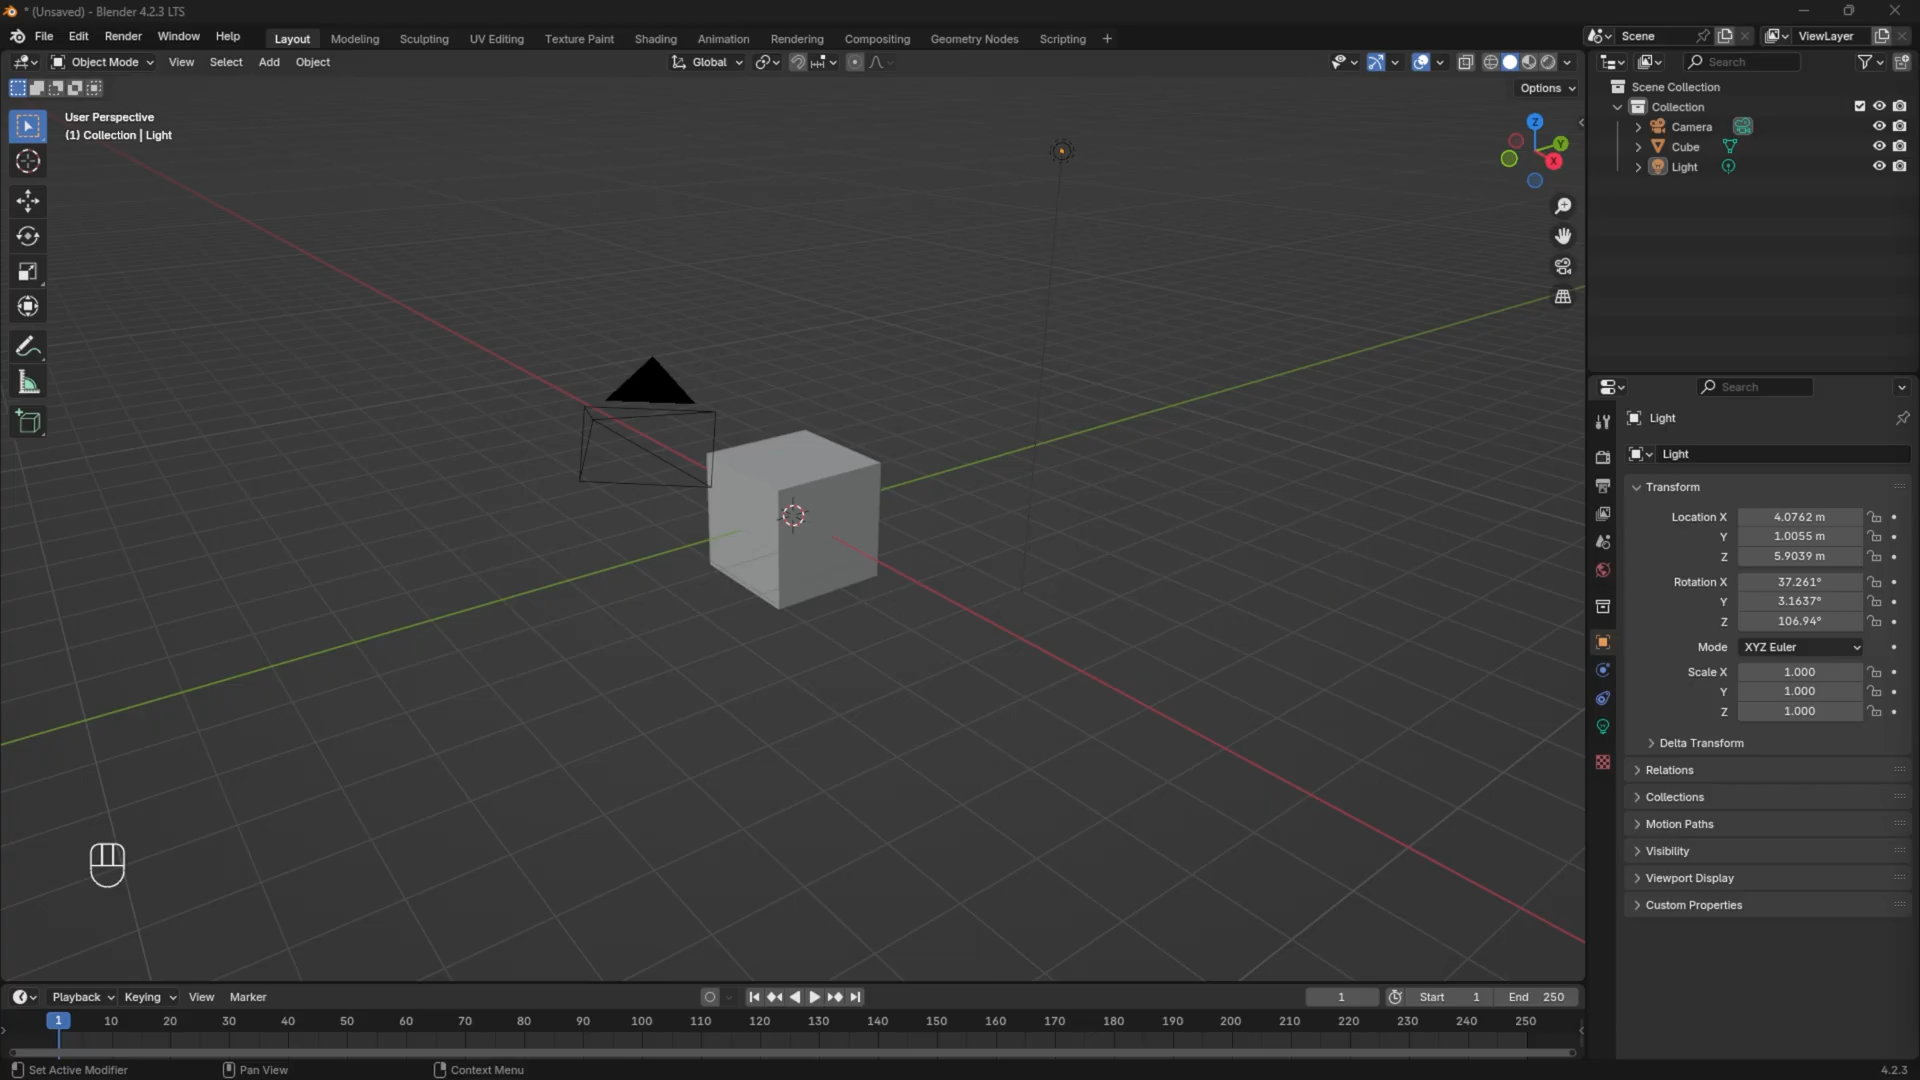 * (Unsaved) - Blender 4.2.3 LTS
File Edit Render Window Help Layout Modeling Sculpting UV Editing Texture Paint Shading Animation Rendering Compositing Geometry Nodes Scripting + Scene ViewLayer
Object Mode View Select Add Object Global Search
Options
User Perspective
(1) Collection | Light
Z
Y
X
Scene Collection
Collection
Camera
Cube
Light
Search
Light
Light
Transform
Location X 4.0762 m
Y 1.0055 m
Z 5.9039 m
Rotation X 37.261°
Y 3.1637°
Z 106.94°
Mode XYZ Euler
Scale X 1.000
Y 1.000
Z 1.000
Delta Transform
Relations
Collections
Motion Paths
Visibility
Viewport Display
Custom Properties
Playback Keying View Marker 1 Start 1 End 250
1 10 20 30 40 50 60 70 80 90 100 110 120 130 140 150 160 170 180 190 200 210 220 230 240 250
Set Active Modifier Pan View Context Menu 4.2.3